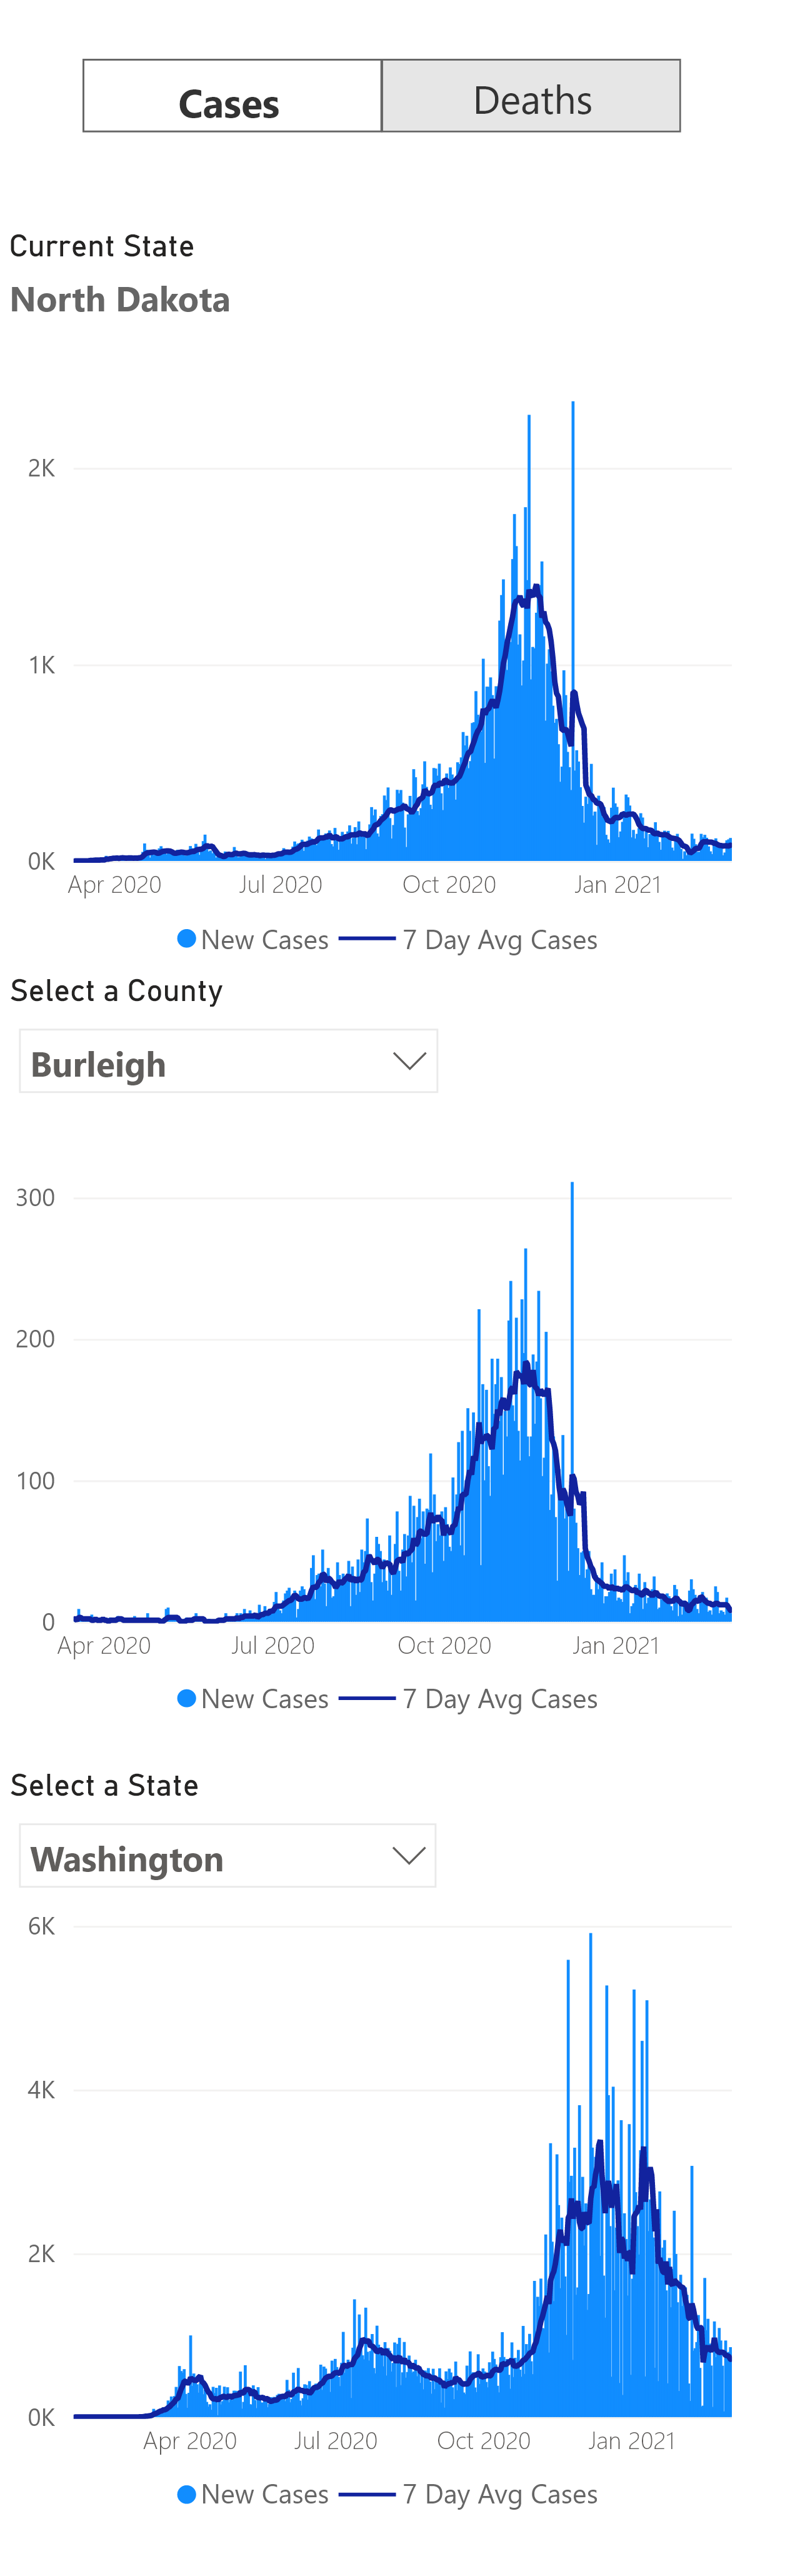 Cases Deaths
Current State
North Dakota
2K
1K
0K
Apr 2020 Jul 2020 Oct 2020 Jan 2021
New Cases 7 Day Avg Cases
Select a County
Burleigh
300
200
100
0
Apr 2020 Jul 2020 Oct 2020 Jan 2021
New Cases 7 Day Avg Cases
Select a State
Washington
6K
4K
2K
0K
Apr 2020 Jul 2020 Oct 2020 Jan 2021
New Cases 7 Day Avg Cases